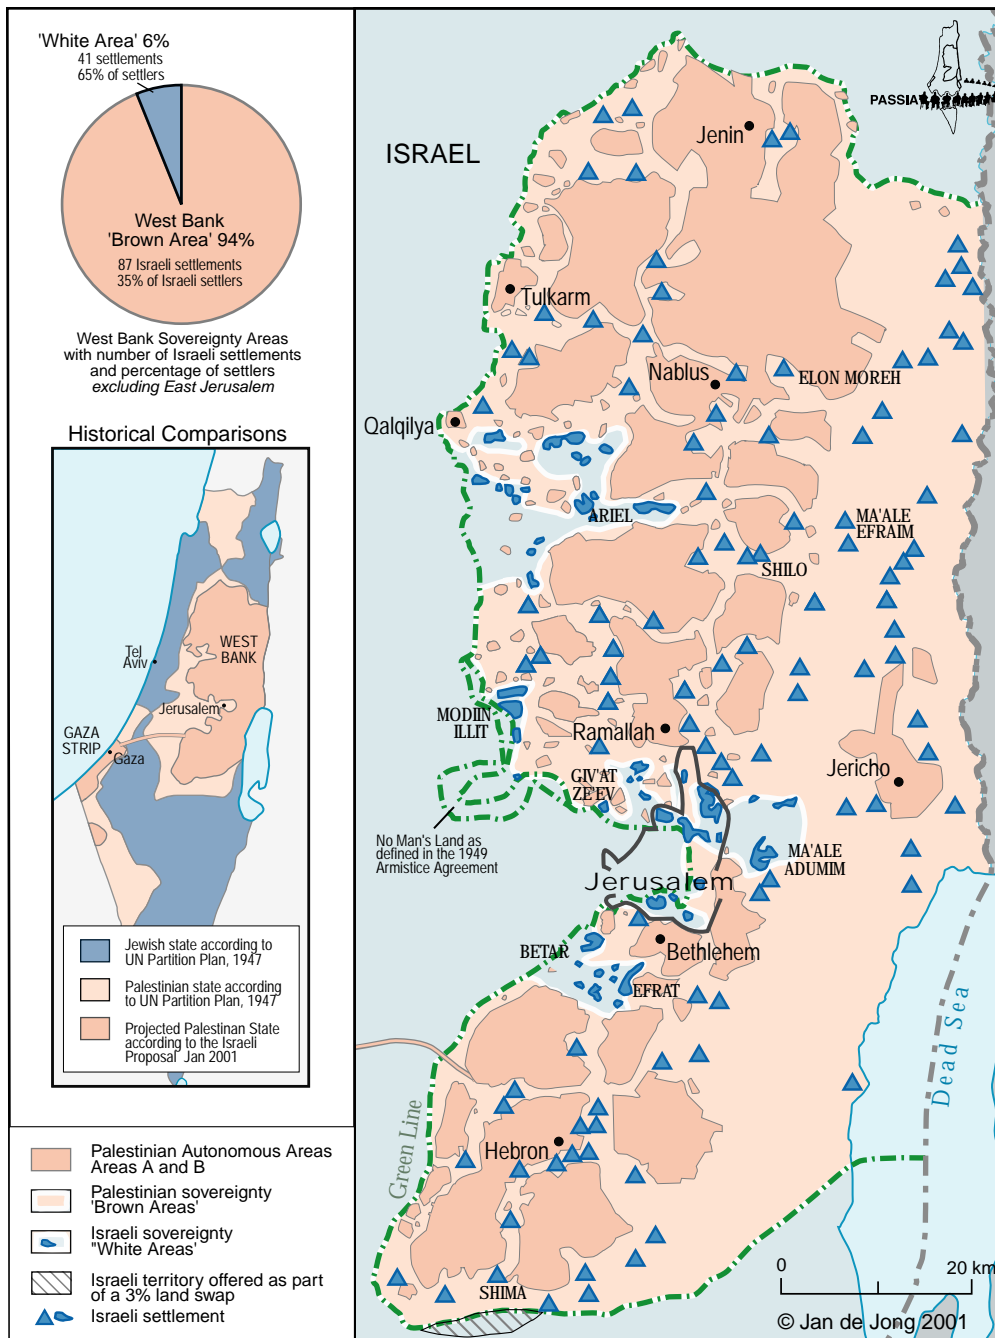 'White Area' 6%
41 settlements
65% of settlers
West Bank
'Brown Area' 94%
87 Israeli settlements
35% of Israeli settlers
West Bank Sovereignty Areas
with number of Israeli settlements
and percentage of settlers
excluding East Jerusalem
Historical Comparisons
Tel
Aviv
WEST
BANK
Jerusalem
GAZA
STRIP
Gaza
Jewish state according to
UN Partition Plan, 1947
Palestinian state according
to UN Partition Plan, 1947
Projected Palestinan State
according to the Israeli
Proposal Jan 2001
Palestinian Autonomous Areas
Areas A and B
Palestinian sovereignty
'Brown Areas'
Israeli sovereignty
"White Areas'
Israeli territory offered as part
of a 3% land swap
Israeli settlement
PASSIA
ISRAEL
Jenin
Tulkarm
Nablus
ELON MOREH
Qalqilya
ARIEL
MA'ALE
EFRAIM
SHILO
MODIIN
ILLIT
Ramallah
GIV'AT
ZE'EV
Jericho
No Man's Land as
defined in the 1949
Armistice Agreement
MA'ALE
ADUMIM
Jerusalem
BETAR
Bethlehem
EFRAT
Dead Sea
Green Line
Hebron
SHIMA
0 20 km
© Jan de Jong 2001